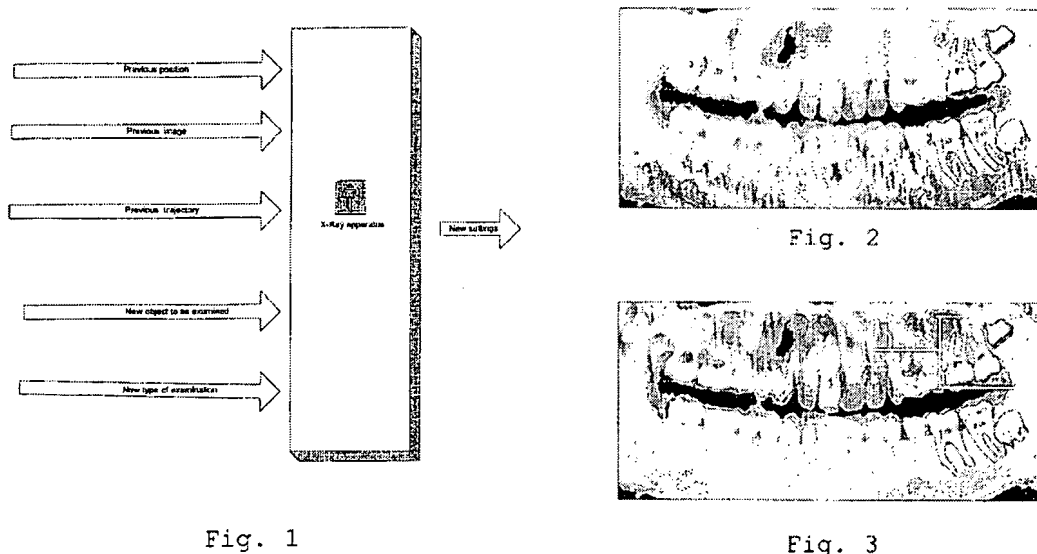 Previous position
Previous image
Previous trajectory
X-Ray apparatus
New settings
New object to be examined
New type of examination
Fig. 1
Fig. 2
Fig. 3